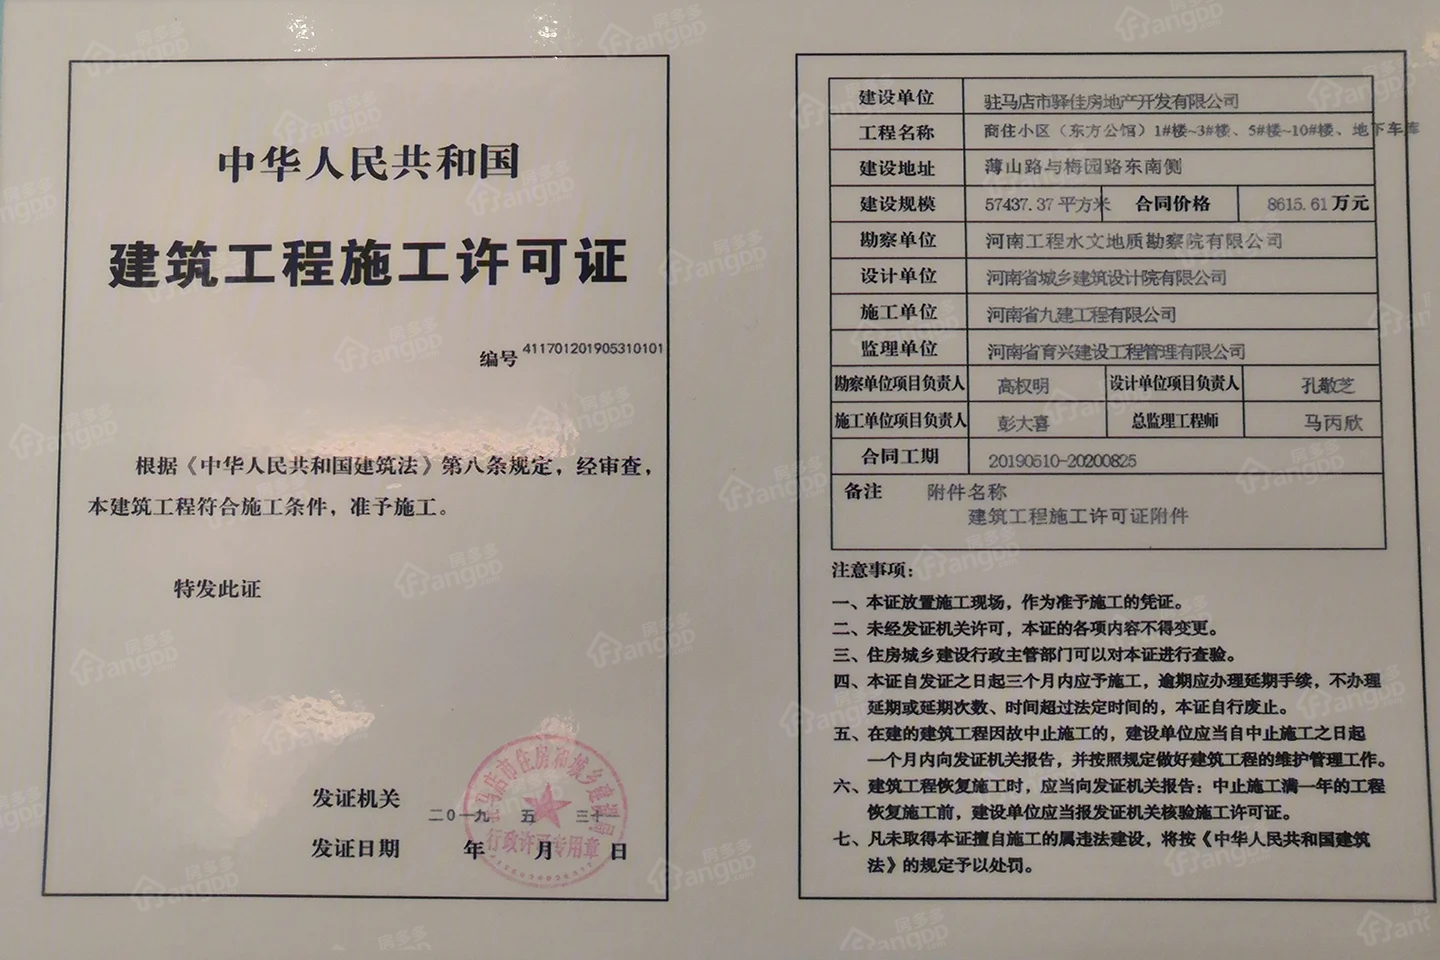 中华人民共和国
建筑工程施工许可证
编号 411701201905310101
根据《中华人民共和国建筑法》第八条规定，经审查，
本建筑工程符合施工条件，准予施工。
特发此证
发证机关
二0一九 五 三十一
发证日期 年 月 日
驻马店市住房和城乡建设局
行政许可专用章
建设单位 驻马店市驿佳房地产开发有限公司
工程名称 商住小区（东方公馆）1#楼~3#楼、5#楼~10#楼、地下车库
建设地址 薄山路与梅园路东南侧
建设规模 57437.37 平方米 合同价格 8615.61 万元
勘察单位 河南工程水文地质勘察院有限公司
设计单位 河南省城乡建筑设计院有限公司
施工单位 河南省九建工程有限公司
监理单位 河南省育兴建设工程管理有限公司
勘察单位项目负责人 高权明 设计单位项目负责人 孔敬芝
施工单位项目负责人 彭大喜 总监理工程师 马丙欣
合同工期 20190510-20200825
备注 附件名称
建筑工程施工许可证附件
注意事项：
一、本证放置施工现场，作为准予施工的凭证。
二、未经发证机关许可，本证的各项内容不得变更。
三、住房城乡建设行政主管部门可以对本证进行查验。
四、本证自发证之日起三个月内应予施工，逾期应办理延期手续，不办理
延期或延期次数、时间超过法定时间的，本证自行废止。
五、在建的建筑工程因故中止施工的，建设单位应当自中止施工之日起
一个月内向发证机关报告，并按照规定做好建筑工程的维护管理工作。
六、建筑工程恢复施工时，应当向发证机关报告；中止施工满一年的工程
恢复施工前，建设单位应当报发证机关核验施工许可证。
七、凡未取得本证擅自施工的属违法建设，将按《中华人民共和国建筑
法》的规定予以处罚。
房多多
FangDD